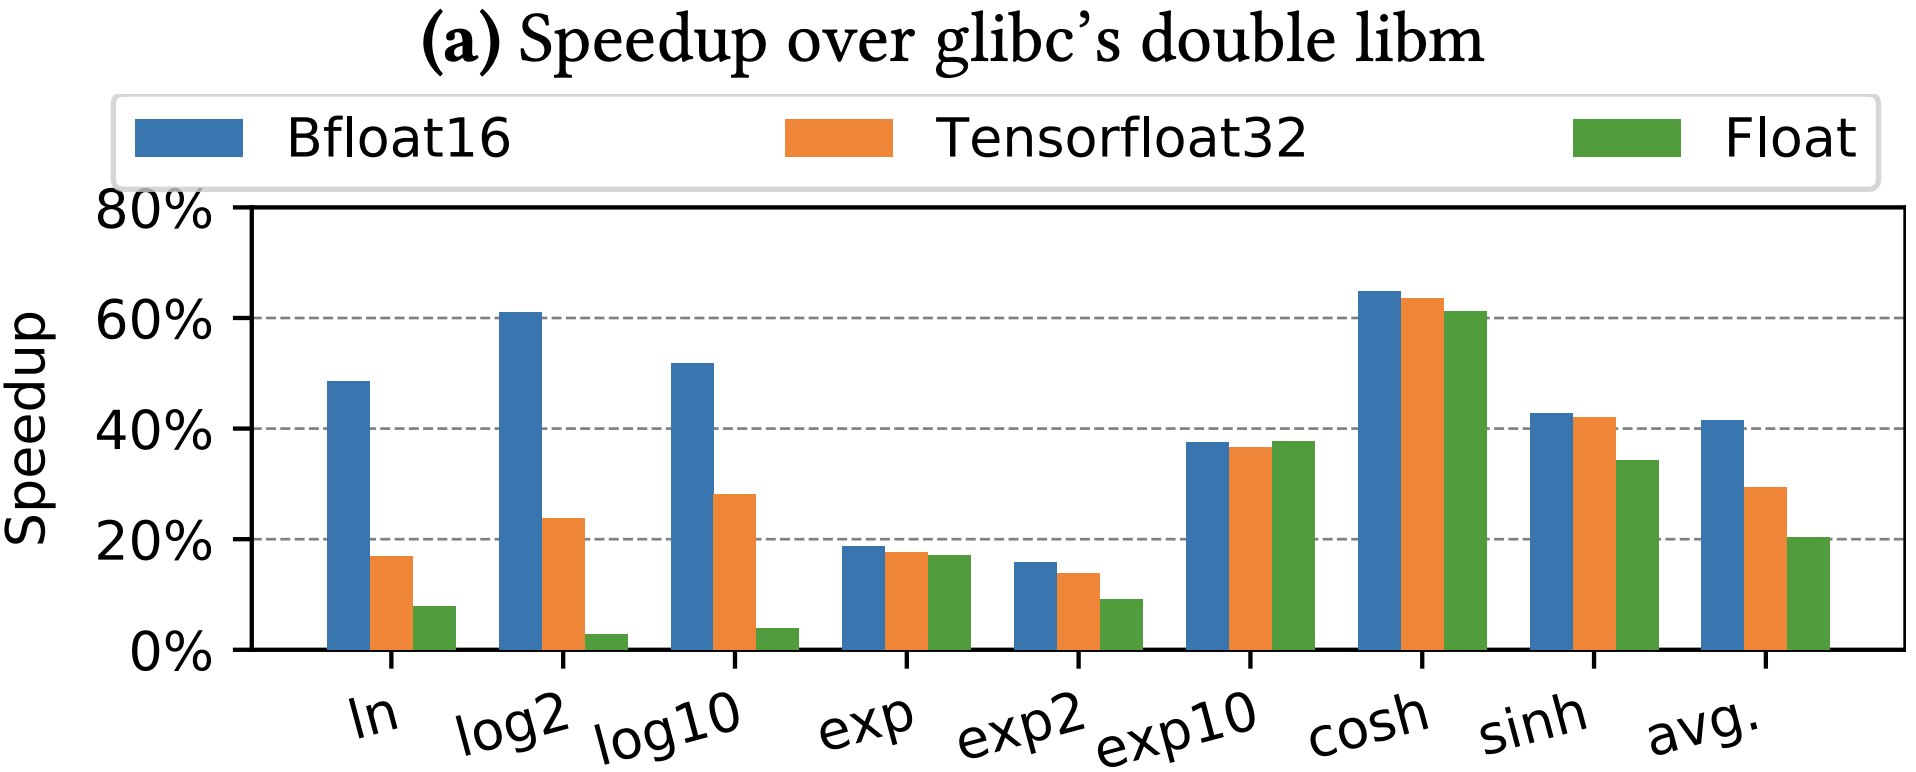 (a) Speedup over glibc’s double libm
Bfloat16 Tensorfloat32 Float
80%
60%
40%
20%
0%
Speedup
ln log2 log10 exp exp2 exp10 cosh sinh avg.